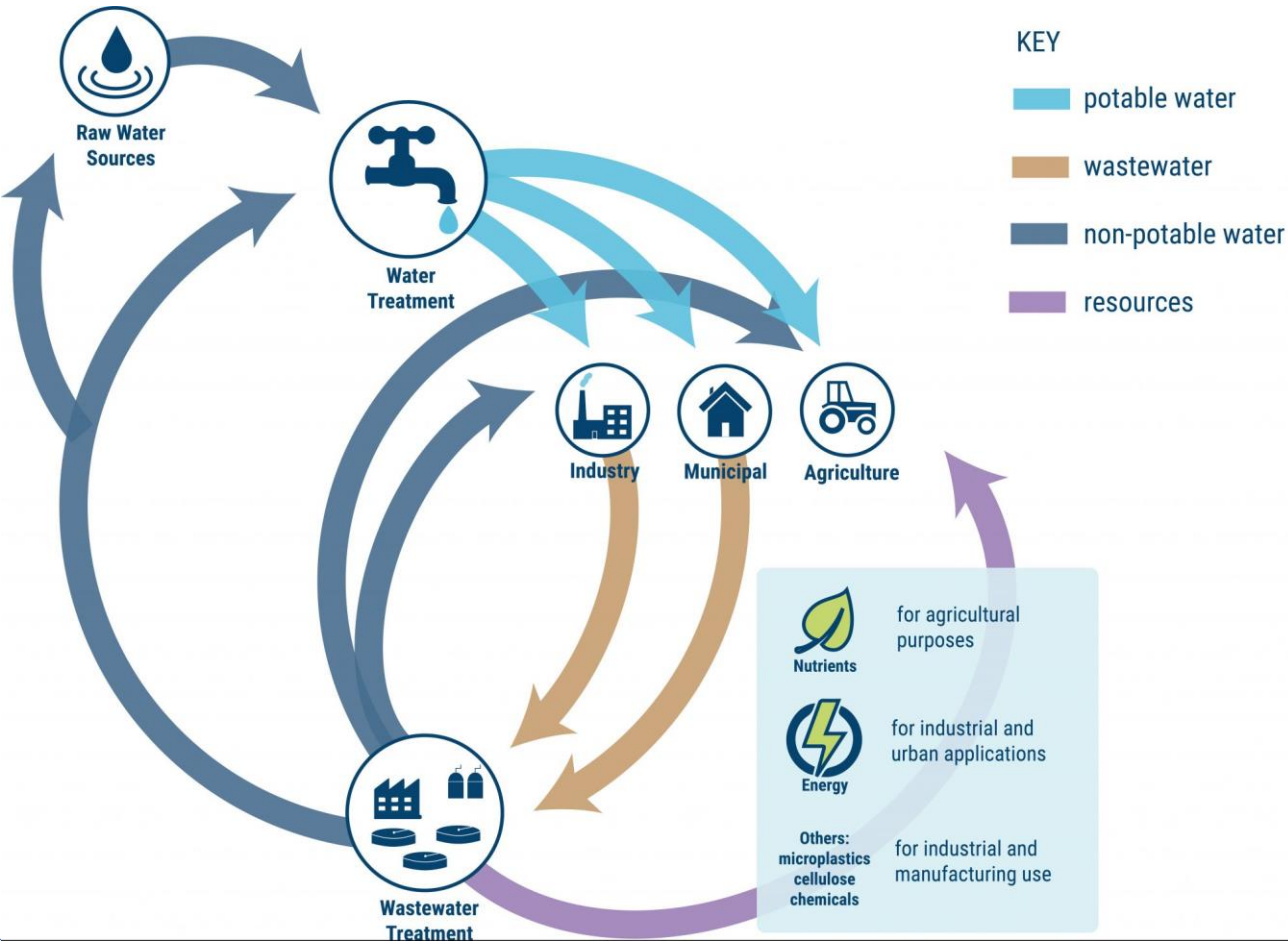 KEY
potable water
wastewater
non-potable water
resources
Raw Water
Sources
Water
Treatment
Industry
Municipal
Agriculture
Nutrients
for agricultural
purposes
Energy
for industrial and
urban applications
Others:
microplastics
cellulose
chemicals
for industrial and
manufacturing use
Wastewater
Treatment